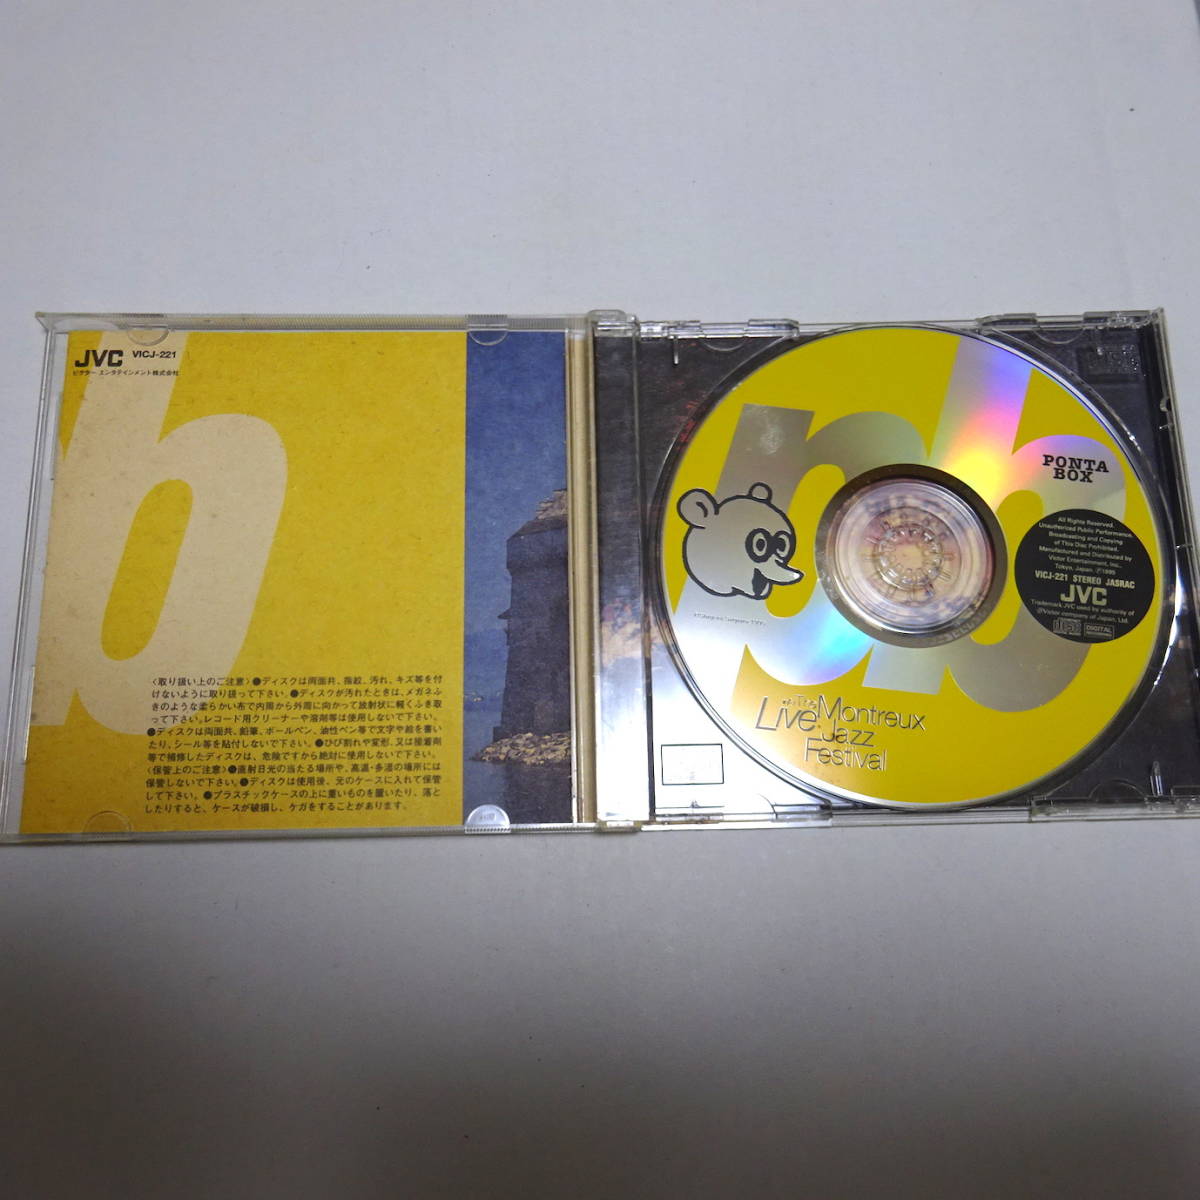 JVC VICJ-221
ビクター エンタテインメント株式会社
〈取り扱い上のご注意〉●ディスクは両面共、指紋、汚れ、キズ等を付
けないように取り扱って下さい。●ディスクが汚れたときは、メガネふ
きのような柔らかい布で内周から外周に向かって放射状に軽くふき取
って下さい。レコード用クリーナーや溶剤等は使用しないで下さい。
●ディスクは両面共、鉛筆、ボールペン、油性ペン等で文字や絵を書い
たり、シール等を貼付しないで下さい。●ひび割れや変形、又は接着剤
等で補修したディスクは、危険ですから絶対に使用しないで下さい。
〈保管上のご注意〉●直射日光の当たる場所や、高温・多湿の場所には
保管しないで下さい。●ディスクは使用後、元のケースに入れて保管
して下さい。●プラスチックケースの上に重いものを置いたり、落と
したりすると、ケースが破損し、ケガをすることがあります。
b
pb
PONTA
BOX
All Rights Reserved.
Unauthorized Public Performance,
Broadcasting and Copying
of This Disc Prohibited.
Manufactured and Distributed by
Victor Entertainment, Inc.,
Tokyo, Japan. ℗1995
VICJ-221 STEREO JASRAC
JVC
Trademark JVC used by authority of
Victor company of Japan, Ltd.
COMPACT
disc
DIGITAL AUDIO
DIGITAL
RECORDING
Live at The
Montreux
Jazz
Festival